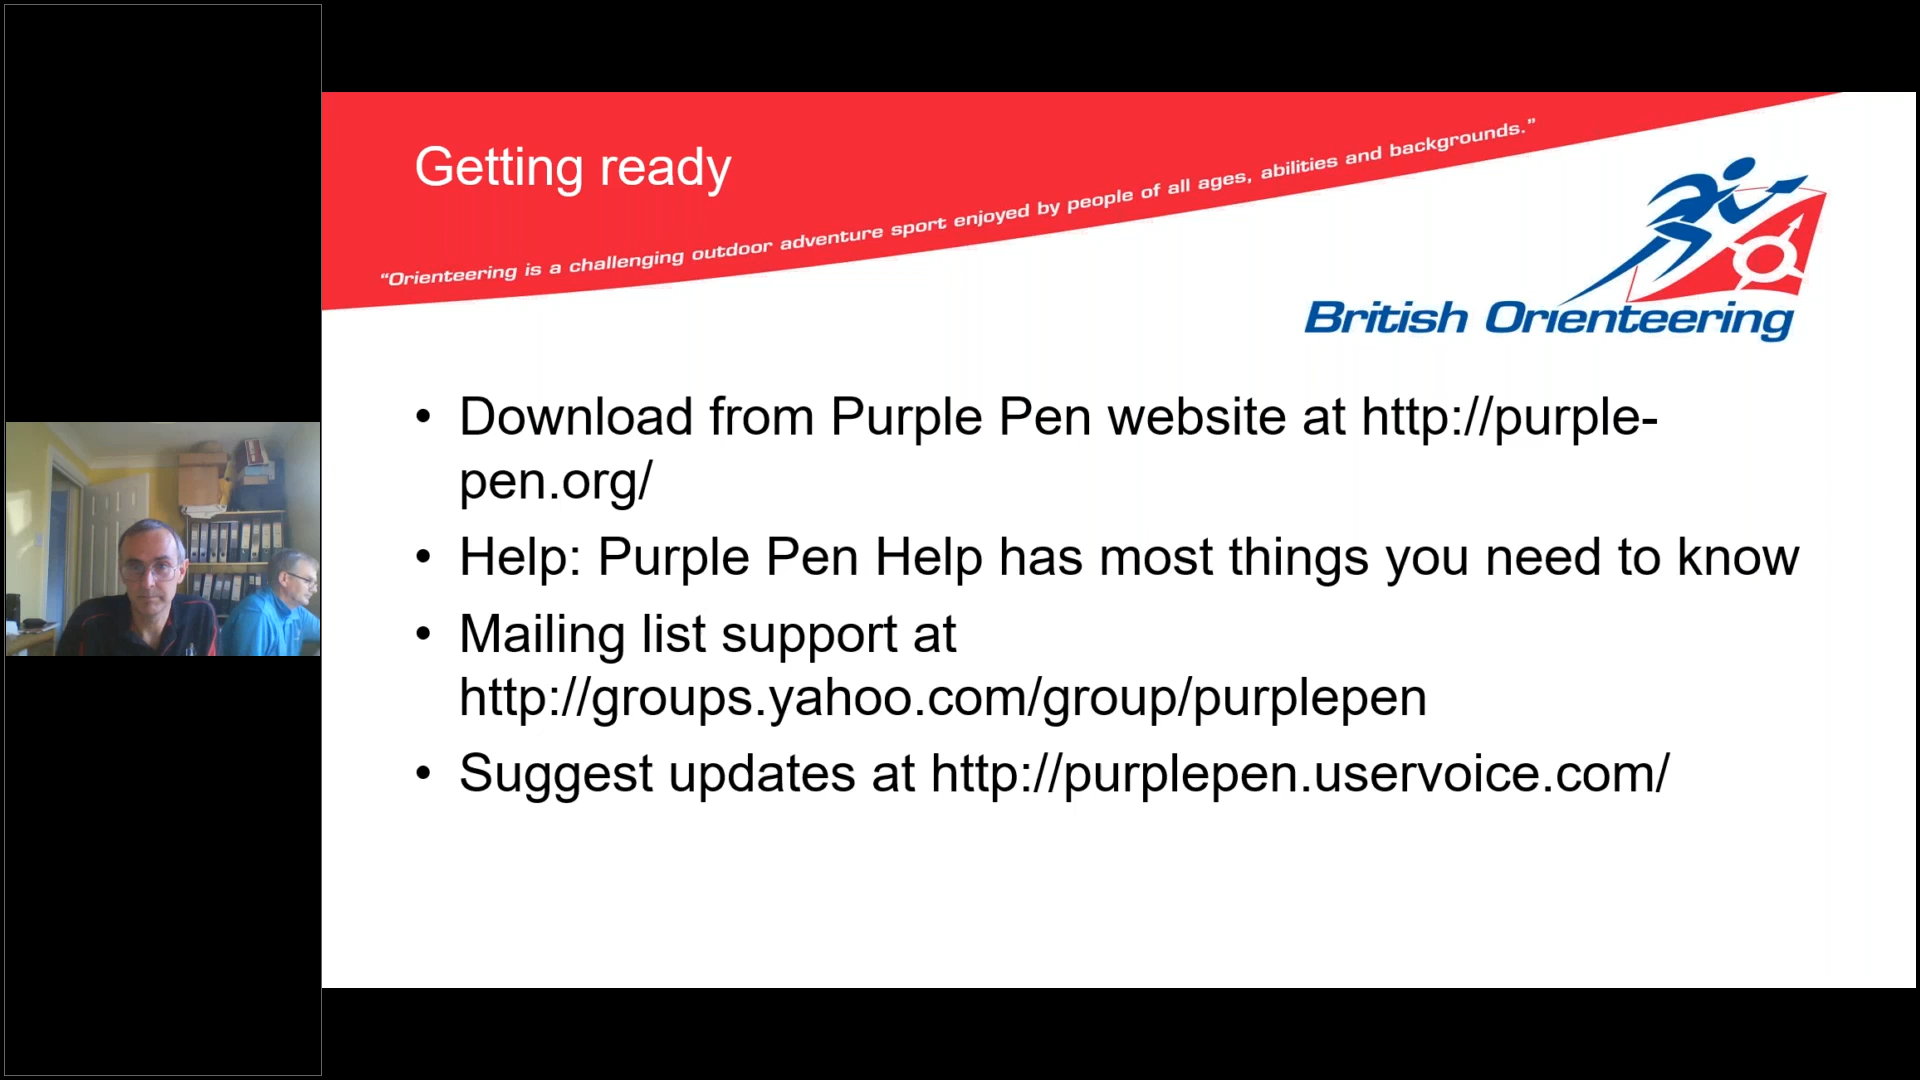 Getting ready
“Orienteering is a challenging outdoor adventure sport enjoyed by people of all ages, abilities and backgrounds.”
British Orienteering
• Download from Purple Pen website at http://purple-
pen.org/
• Help: Purple Pen Help has most things you need to know
• Mailing list support at
http://groups.yahoo.com/group/purplepen
• Suggest updates at http://purplepen.uservoice.com/